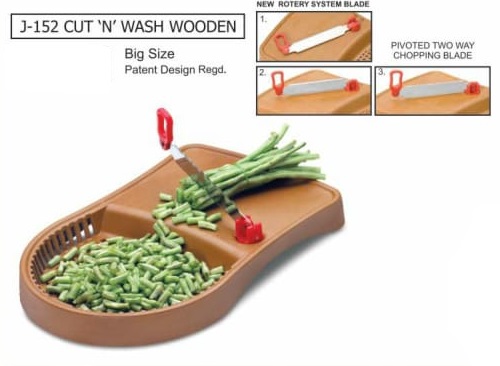 J-152 CUT ‘N’ WASH WOODEN
Big Size
Patent Design Regd.
NEW ROTERY SYSTEM BLADE
1.
2.
3.
PIVOTED TWO WAY
CHOPPING BLADE